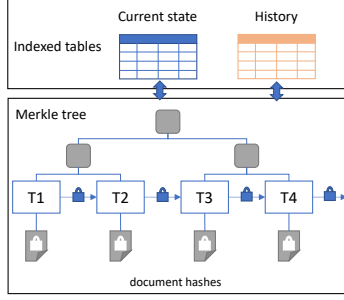 Current state
History
Indexed tables
Merkle tree
T1
T2
T3
T4
document hashes